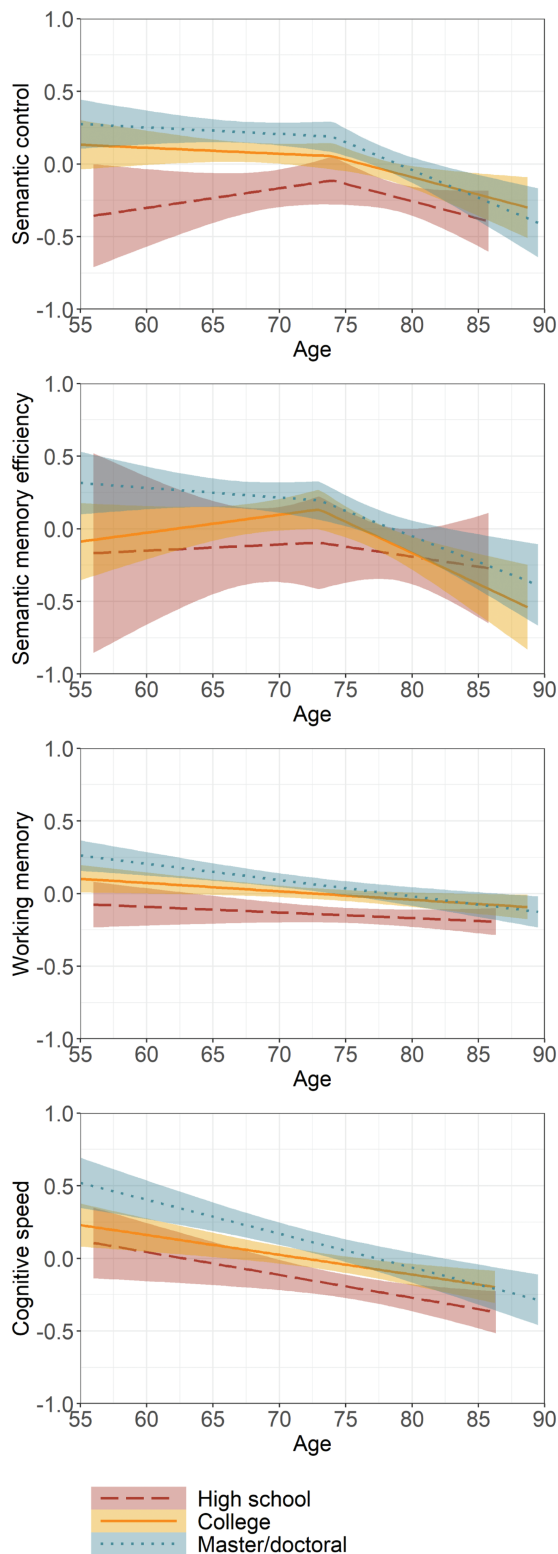 1.0
0.5
0.0
-0.5
-1.0
Semantic control
55 60 65 70 75 80 85 90
Age
1.0
0.5
0.0
-0.5
-1.0
Semantic memory efficiency
55 60 65 70 75 80 85 90
Age
1.0
0.5
0.0
-0.5
-1.0
Working memory
55 60 65 70 75 80 85 90
Age
1.0
0.5
0.0
-0.5
-1.0
Cognitive speed
55 60 65 70 75 80 85 90
Age
High school
College
Master/doctoral